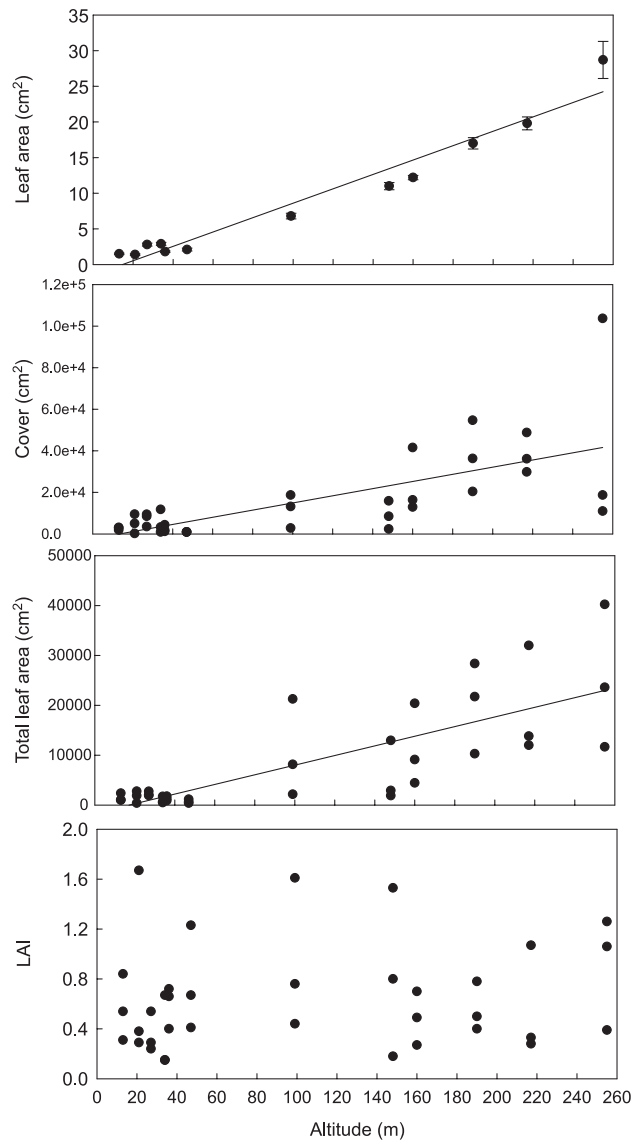 35
30
25
20
15
10
5
0
Leaf area (cm²)
1.2e+5
1.0e+5
8.0e+4
6.0e+4
4.0e+4
2.0e+4
0.0
Cover (cm²)
50000
40000
30000
20000
10000
0
Total leaf area (cm²)
2.0
1.6
1.2
0.8
0.4
0.0
LAI
0 20 40 60 80 100 120 140 160 180 200 220 240 260
Altitude (m)